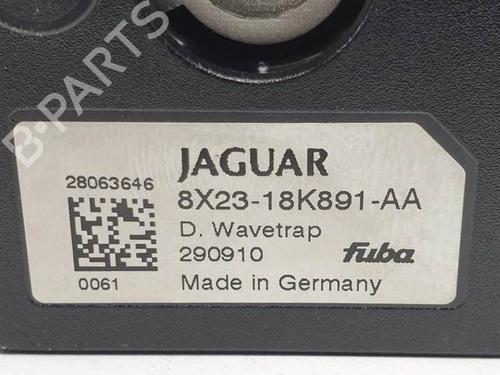 B-PARTS
JAGUAR
28063646
8X23-18K891-AA
D. Wavetrap
290910
fuba
0061
Made in Germany